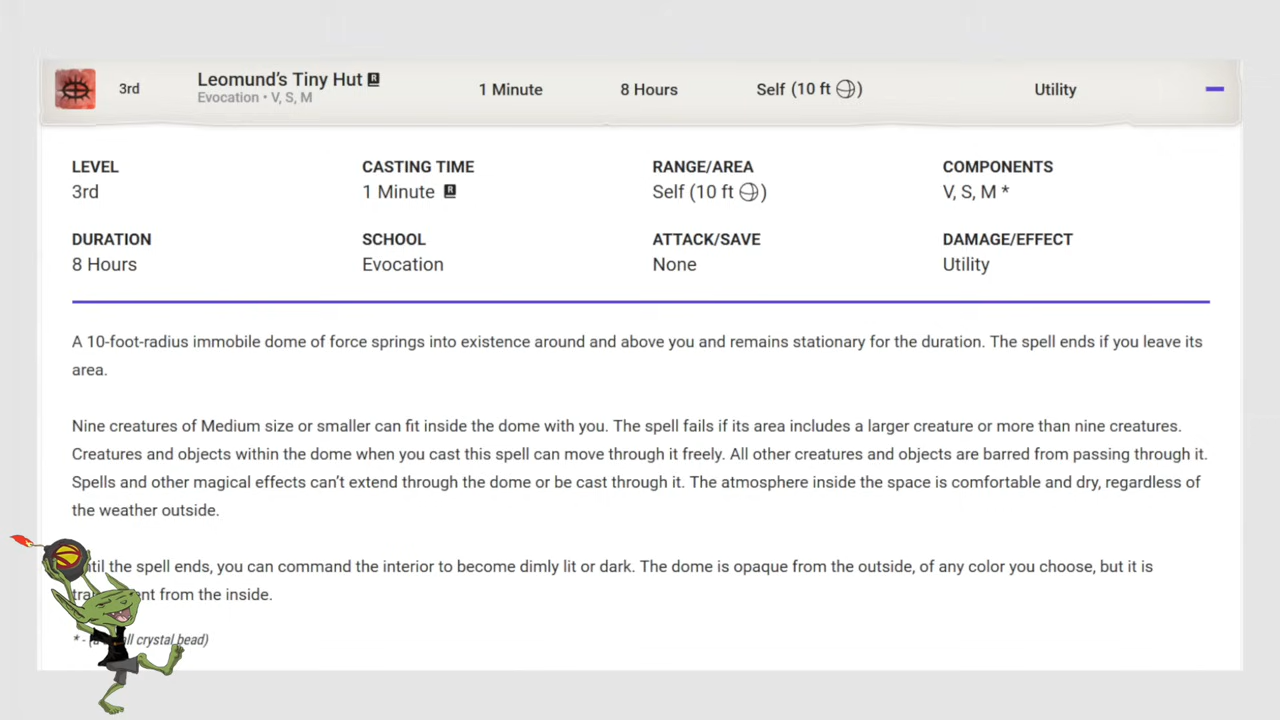 3rd
Leomund's Tiny Hut
Evocation • V, S, M
1 Minute
8 Hours
Self (10 ft )
Utility
LEVEL
3rd
CASTING TIME
1 Minute
RANGE/AREA
Self (10 ft )
COMPONENTS
V, S, M *
DURATION
8 Hours
SCHOOL
Evocation
ATTACK/SAVE
None
DAMAGE/EFFECT
Utility
A 10-foot-radius immobile dome of force springs into existence around and above you and remains stationary for the duration. The spell ends if you leave its
area.
Nine creatures of Medium size or smaller can fit inside the dome with you. The spell fails if its area includes a larger creature or more than nine creatures.
Creatures and objects within the dome when you cast this spell can move through it freely. All other creatures and objects are barred from passing through it.
Spells and other magical effects can't extend through the dome or be cast through it. The atmosphere inside the space is comfortable and dry, regardless of
the weather outside.
the spell ends, you can command the interior to become dimly lit or dark. The dome is opaque from the outside, of any color you choose, but it is
from the inside.
* - crystal bead)